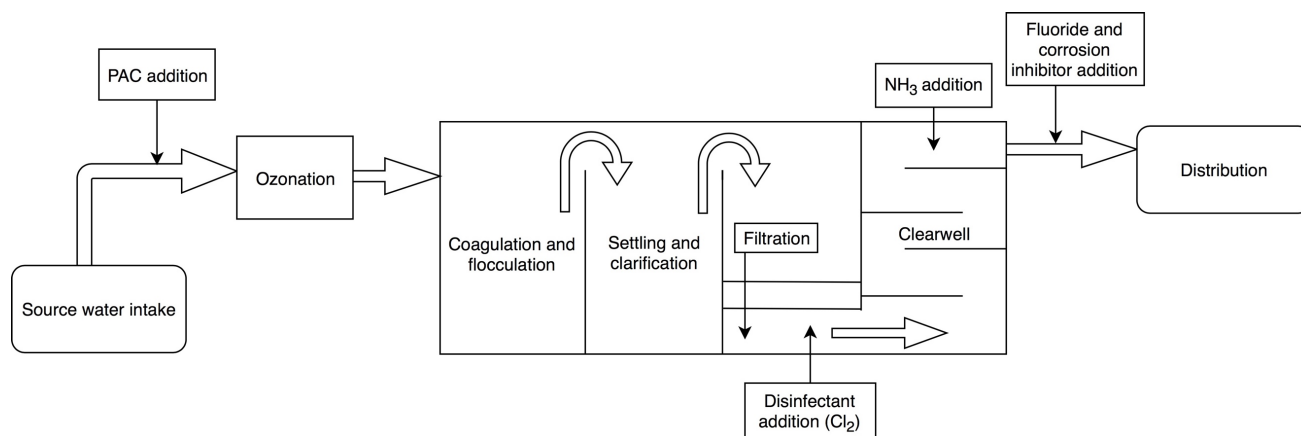 PAC addition
Source water intake
Ozonation
Coagulation and
flocculation
Settling and
clarification
Filtration
Disinfectant
addition (Cl₂)
Clearwell
NH₃ addition
Fluoride and
corrosion
inhibitor addition
Distribution